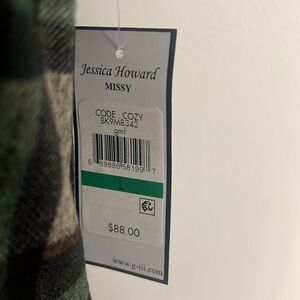 Jessica Howard
MISSY
CODE COZY
BK9M8342
gml
6 89886 58199 7
L
$88.00
www.g-iii.com